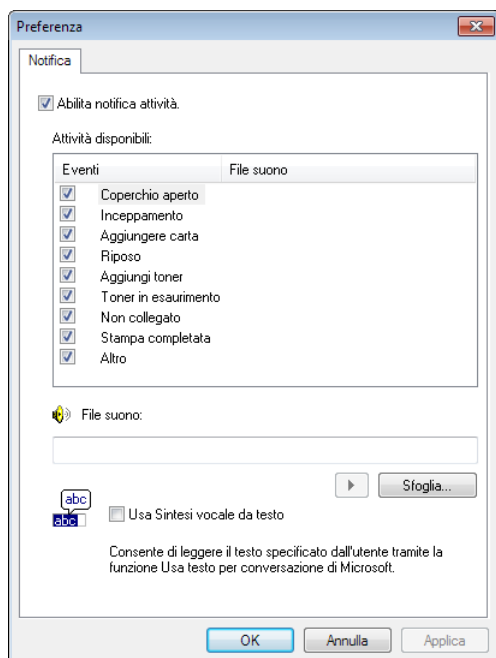 Preferenza
Notifica
Abilita notifica attività.
Attività disponibili:
Eventi File suono
Coperchio aperto
Inceppamento
Aggiungere carta
Riposo
Aggiungi toner
Toner in esaurimento
Non collegato
Stampa completata
Altro
File suono:
Sfoglia...
abc
abc
Usa Sintesi vocale da testo
Consente di leggere il testo specificato dall'utente tramite la
funzione Usa testo per conversazione di Microsoft.
OK Annulla Applica